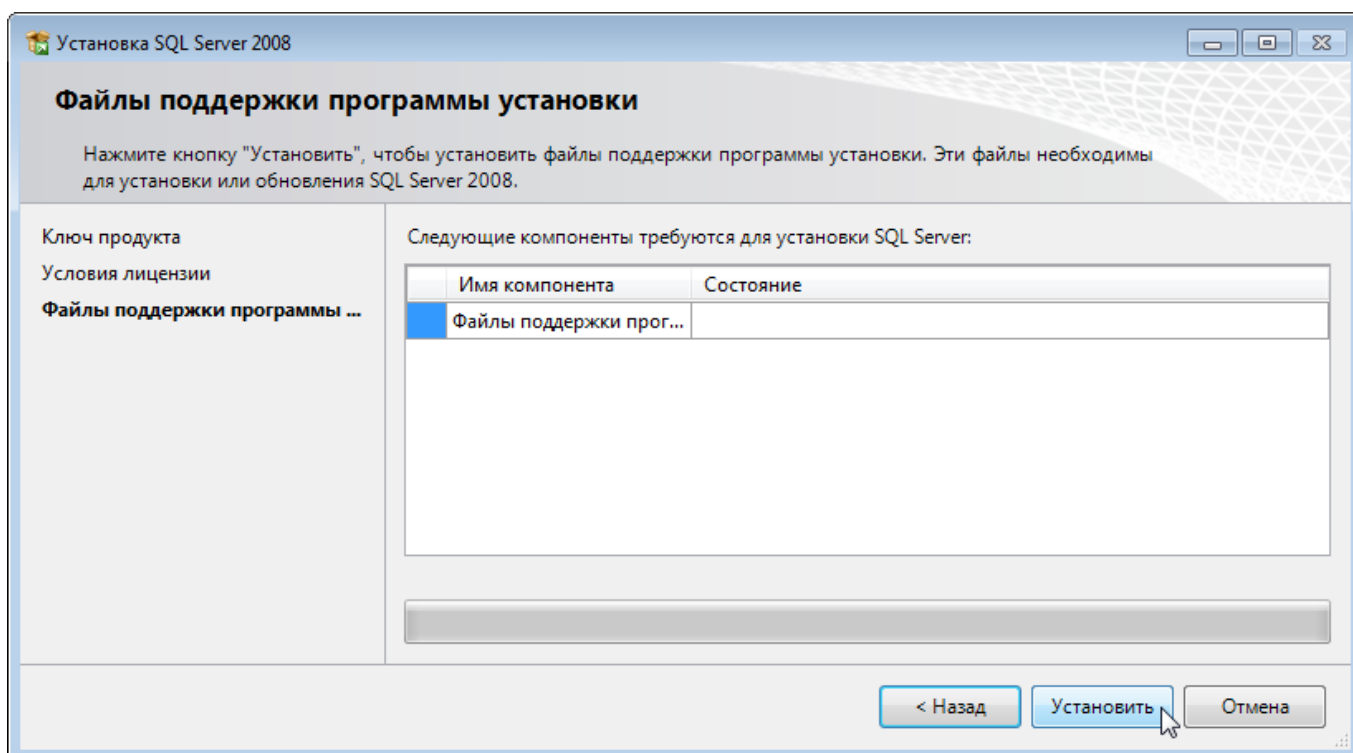 Установка SQL Server 2008
Файлы поддержки программы установки
Нажмите кнопку "Установить", чтобы установить файлы поддержки программы установки. Эти файлы необходимы
для установки или обновления SQL Server 2008.
Ключ продукта
Условия лицензии
Файлы поддержки программы ...
Следующие компоненты требуются для установки SQL Server:
Имя компонента Состояние
Файлы поддержки прог...
< Назад Установить Отмена